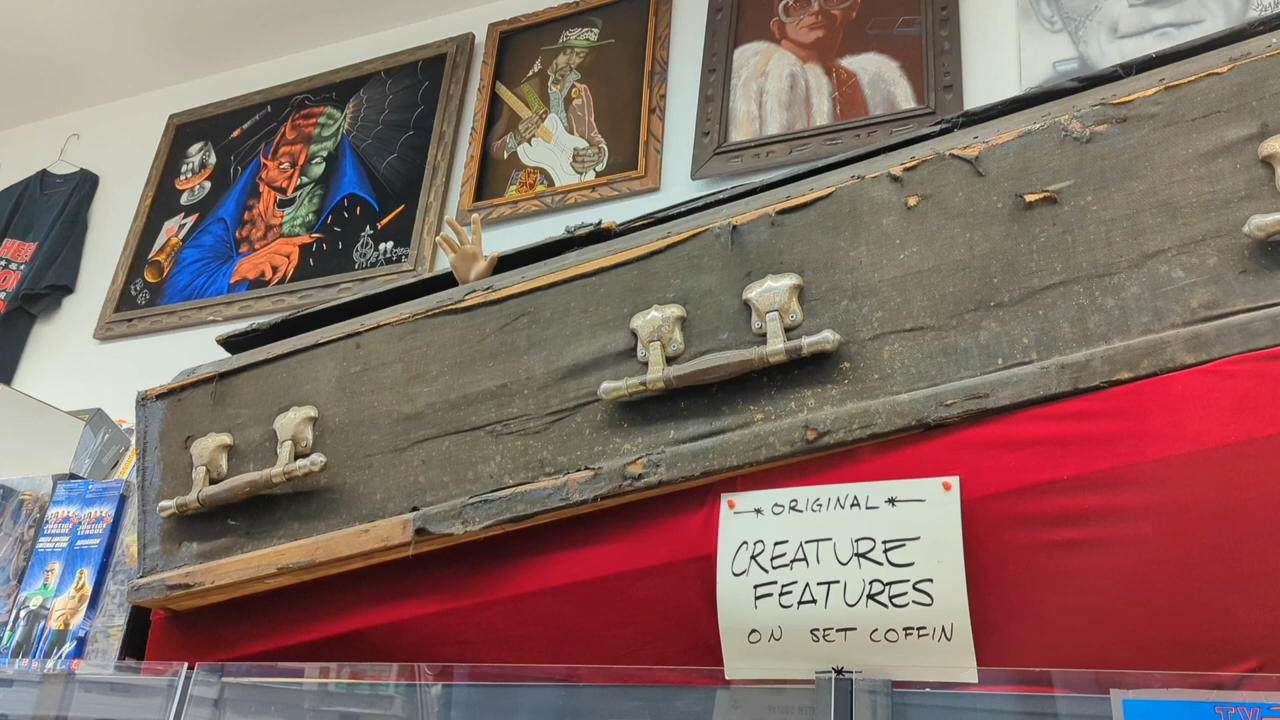 ORIGINAL
CREATURE
FEATURES
ON SET COFFIN
JUSTICE
LEAGUE
JUSTICE
LEAGUE